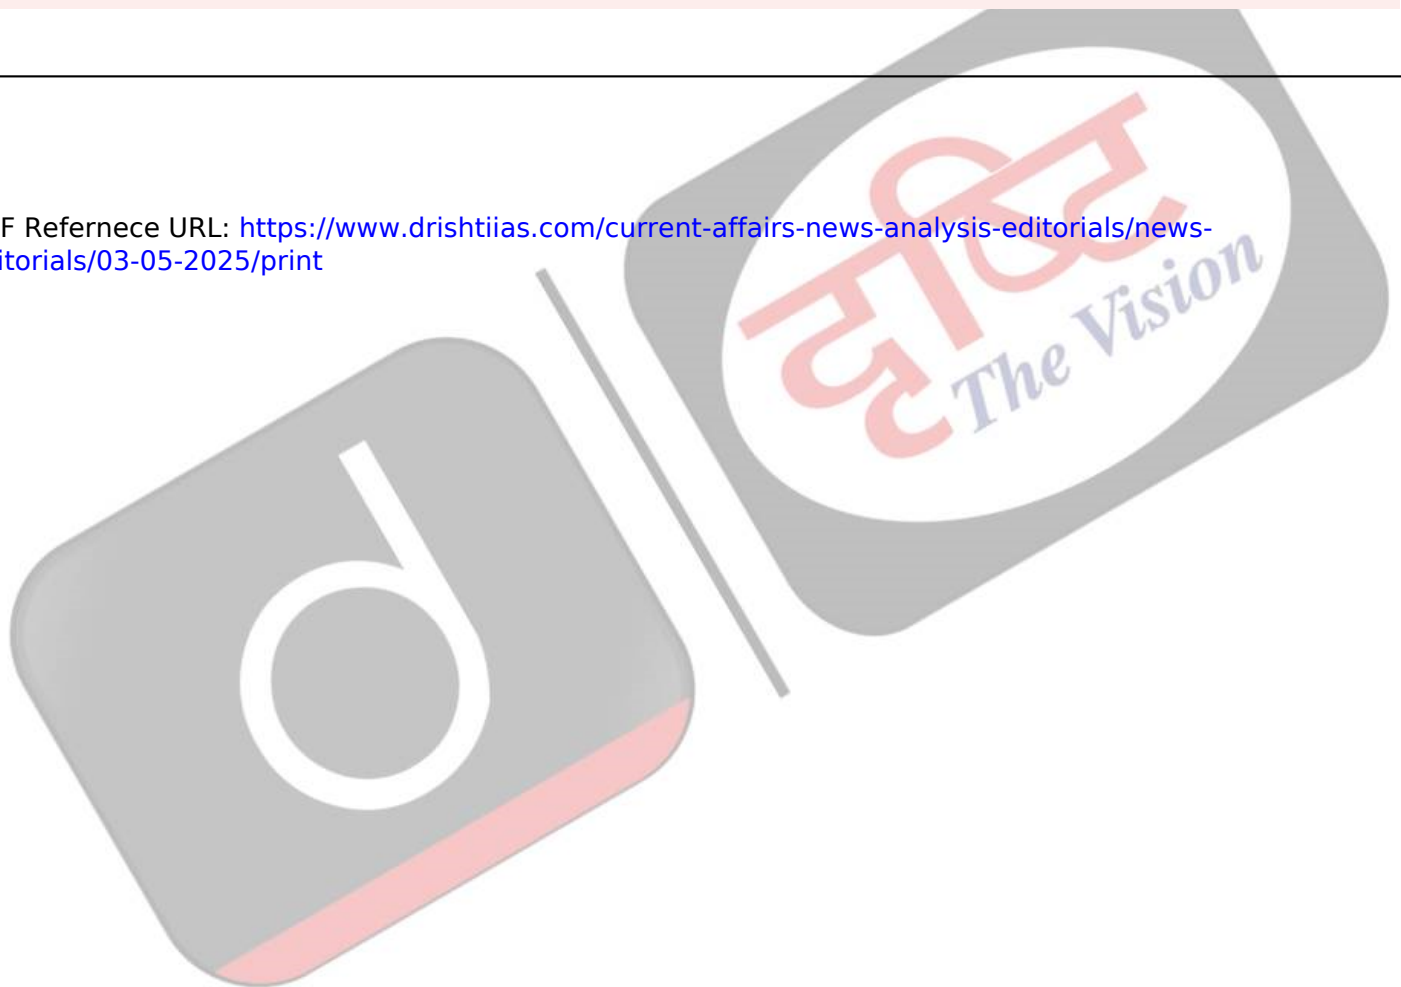 F Refernece URL: https://www.drishtiias.com/current-affairs-news-analysis-editorials/news-
itorials/03-05-2025/print
दृष्टि
The Vision
d